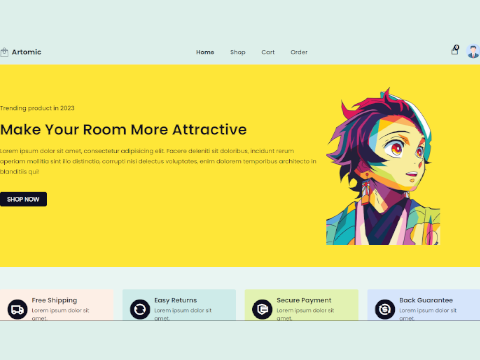 Artomic
Home Shop Cart Order
Trending product in 2023
Make Your Room More Attractive
Lorem ipsum dolor sit amet, consectetur adipisicing elit. Facere deleniti sit doloribus, incidunt rerum
aperiam mollitia sint illo distinctio, corrupti nisi delectus voluptates, enim dolorem temporibus architecto in
blanditiis qui!
SHOP NOW
Free Shipping
Lorem ipsum dolor sit
amet.
Easy Returns
Lorem ipsum dolor sit
amet.
Secure Payment
Lorem ipsum dolor sit
amet.
Back Guarantee
Lorem ipsum dolor sit
amet.